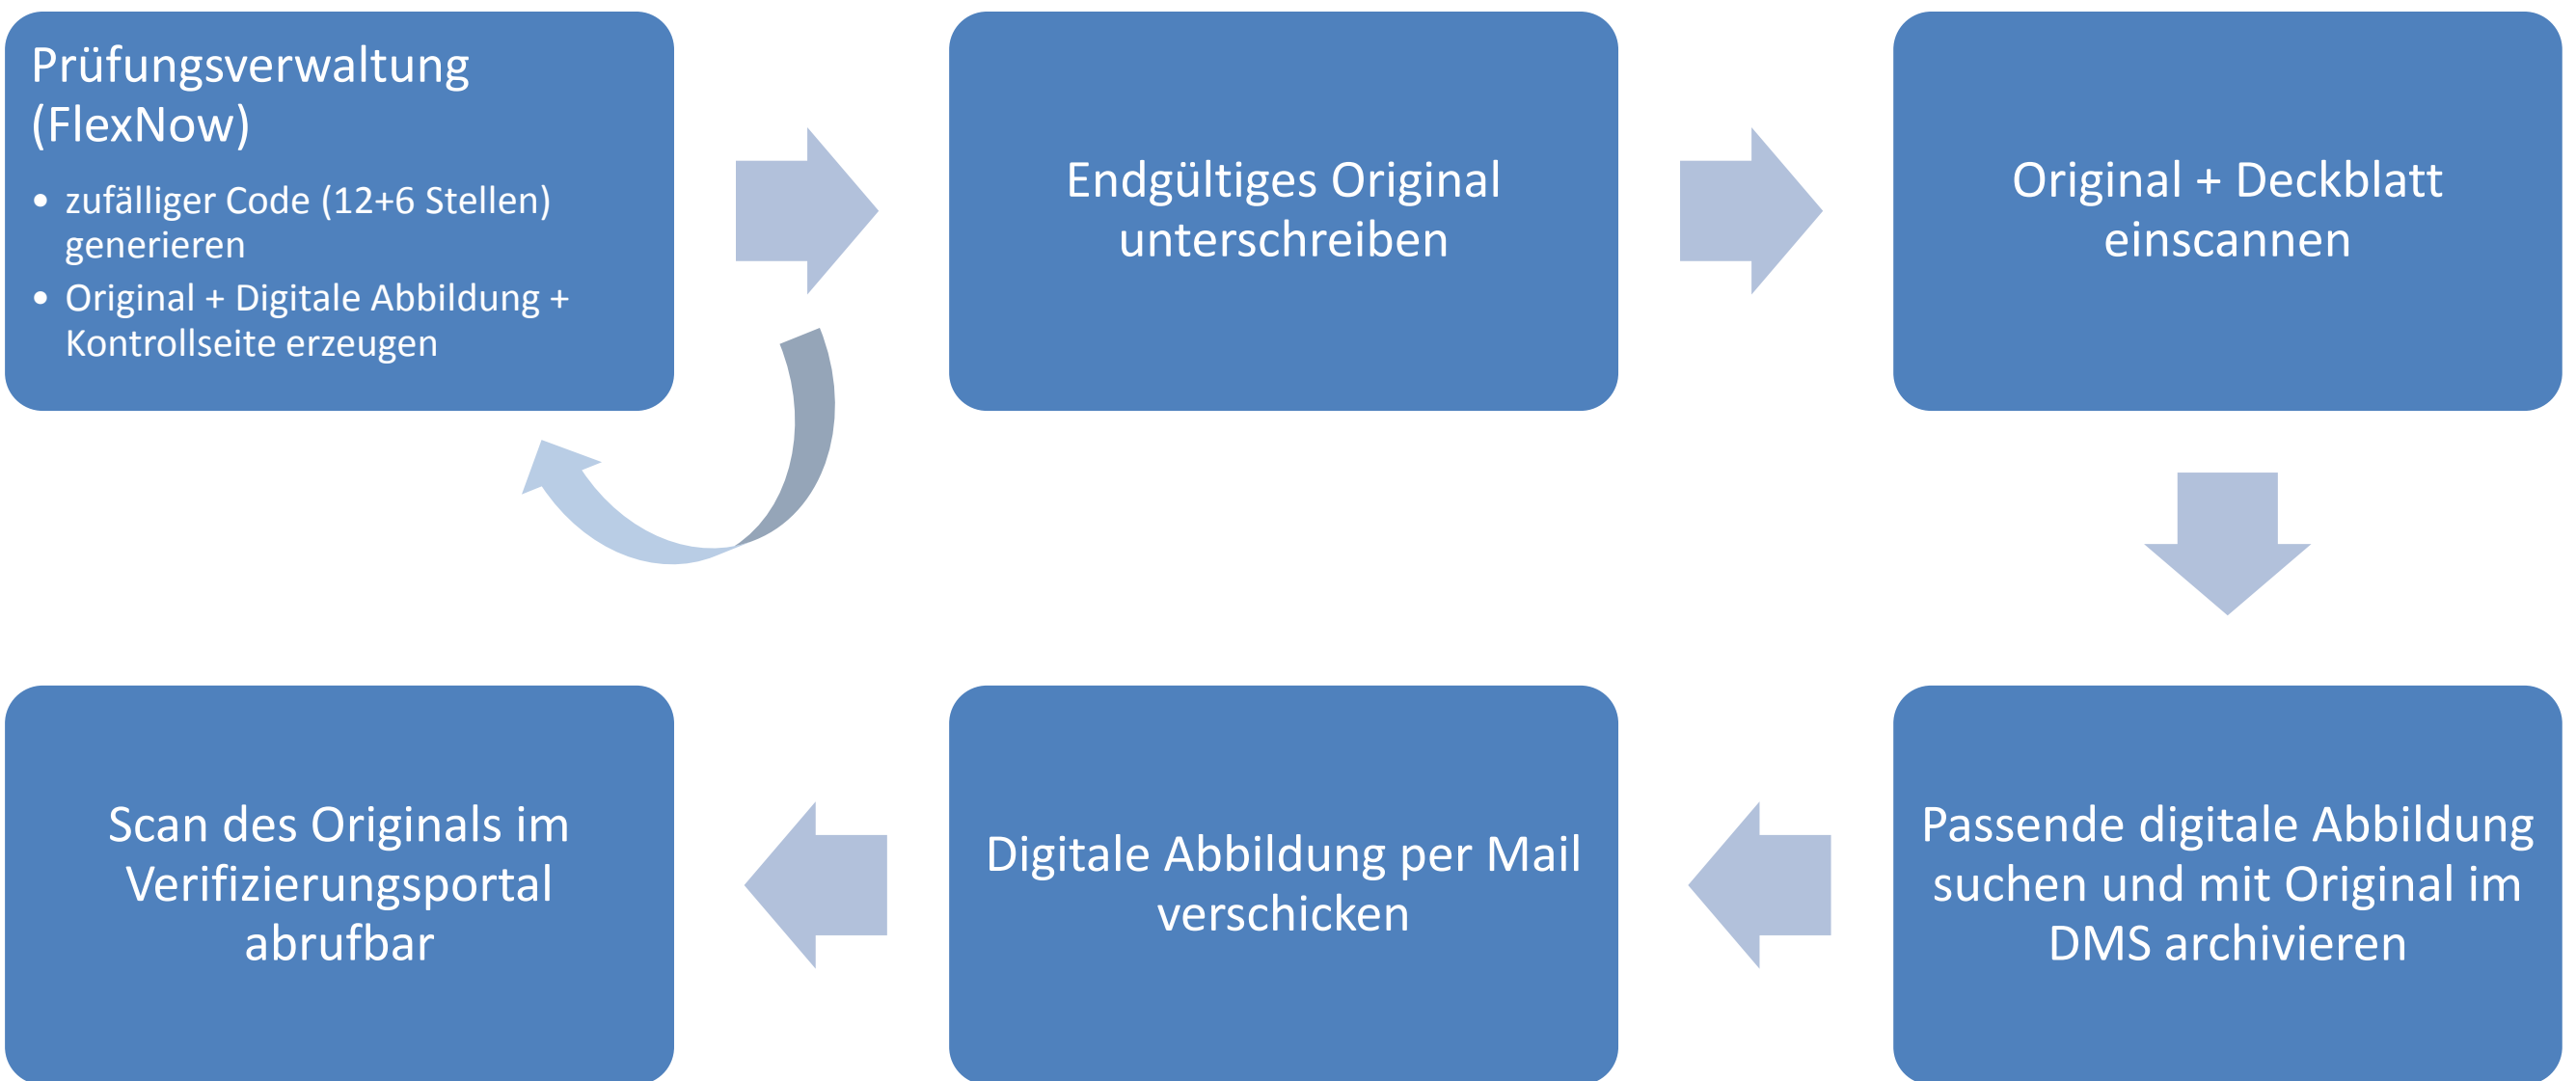 Prüfungsverwaltung
(FlexNow)
• zufälliger Code (12+6 Stellen)
generieren
• Original + Digitale Abbildung +
Kontrollseite erzeugen
Endgültiges Original
unterschreiben
Original + Deckblatt
einscannen
Passende digitale Abbildung
suchen und mit Original im
DMS archivieren
Digitale Abbildung per Mail
verschicken
Scan des Originals im
Verifizierungsportal
abrufbar